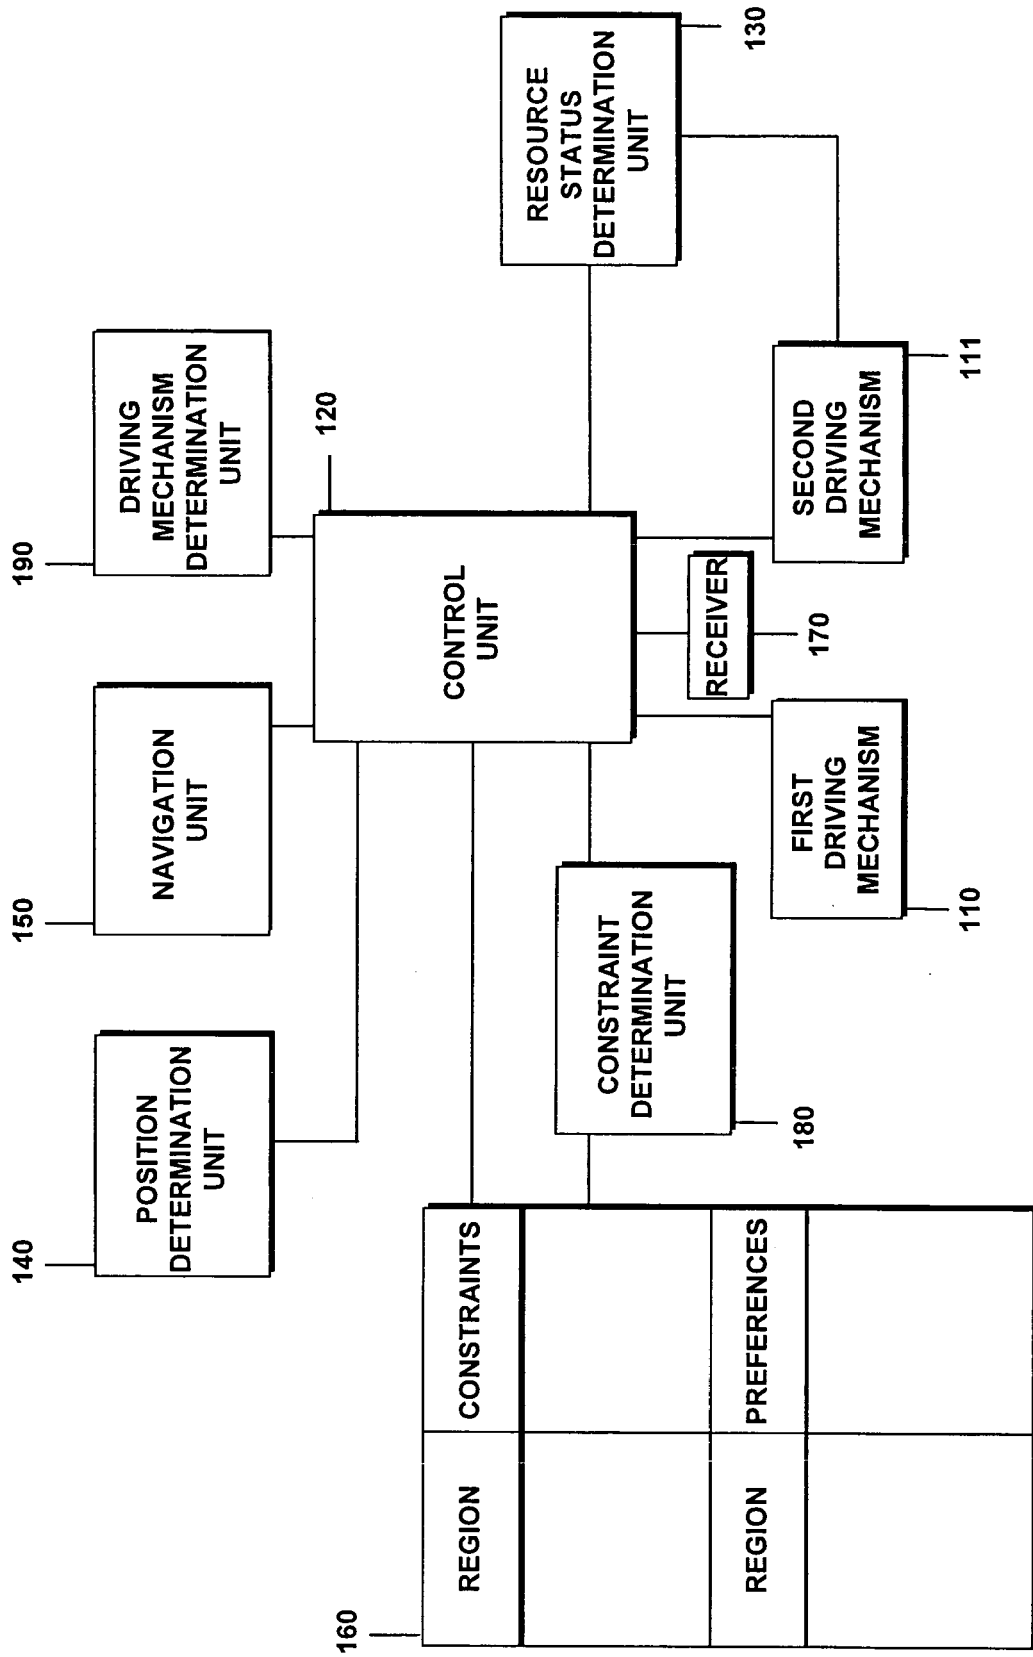 140
150
190
POSITION
DETERMINATION
UNIT
NAVIGATION
UNIT
DRIVING
MECHANISM
DETERMINATION
UNIT
120
CONTROL
UNIT
RESOURCE
STATUS
DETERMINATION
UNIT
130
160
REGION
CONSTRAINTS
REGION
PREFERENCES
CONSTRAINT
DETERMINATION
UNIT
180
RECEIVER
170
FIRST
DRIVING
MECHANISM
110
SECOND
DRIVING
MECHANISM
111